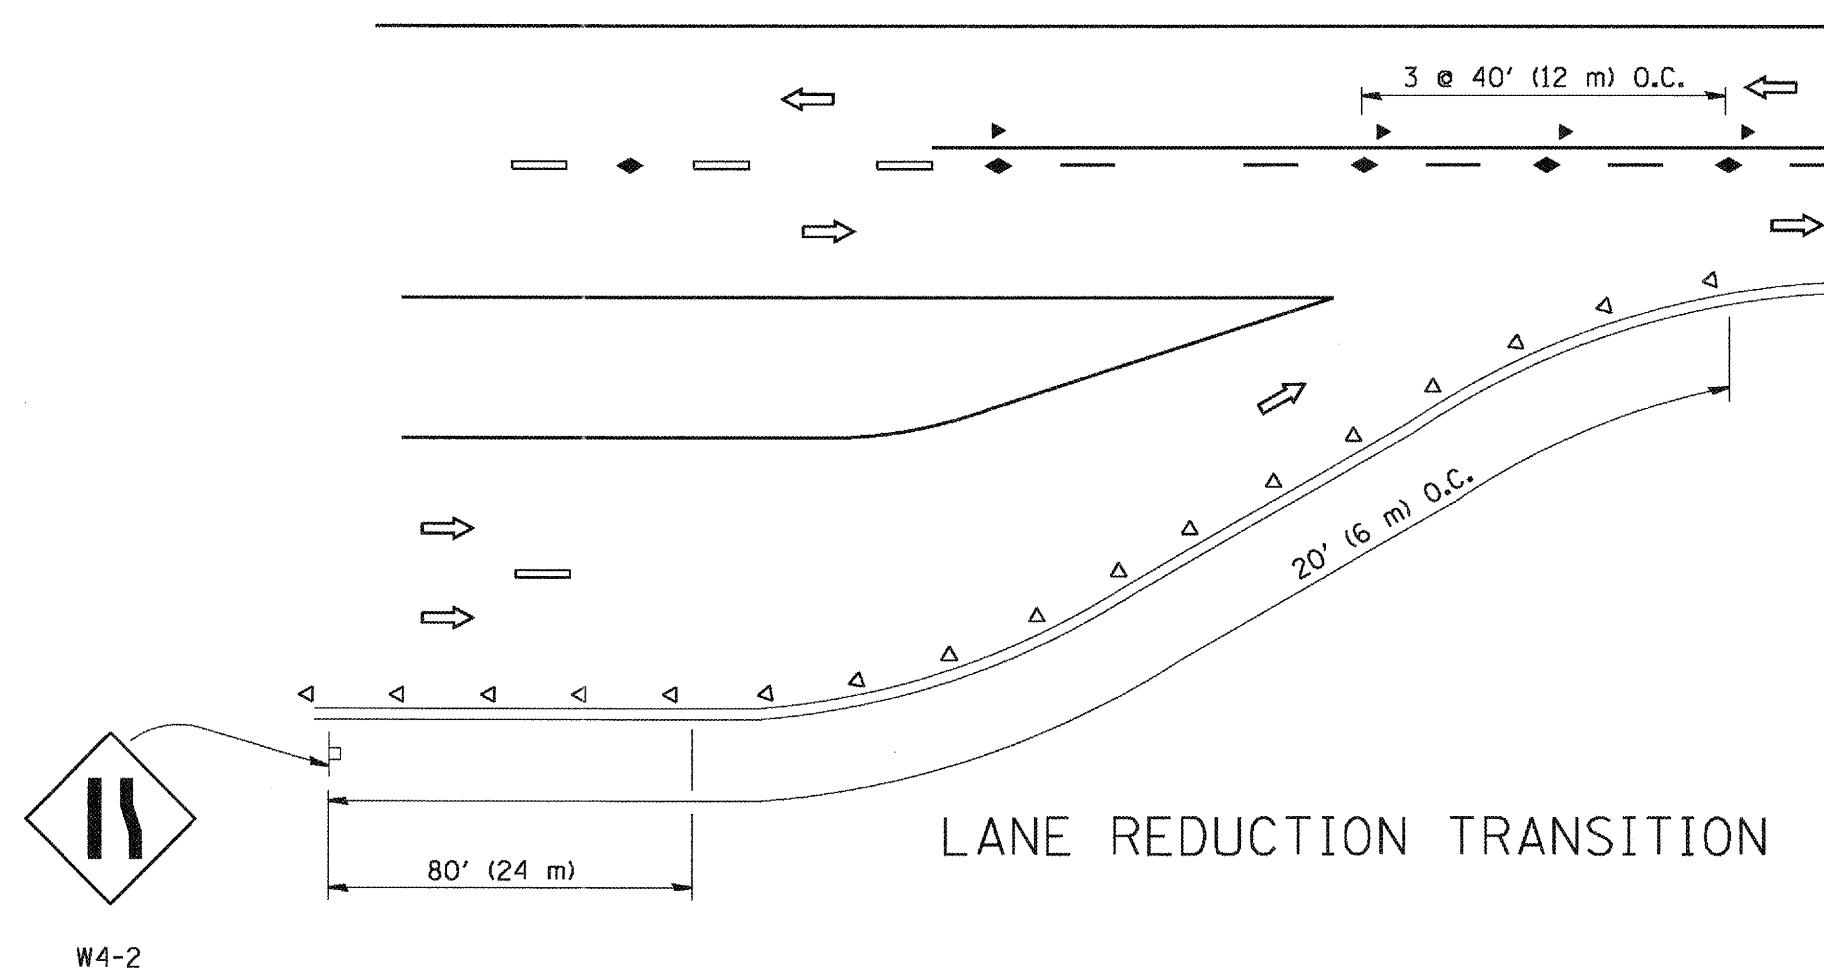 3 @ 40' (12 m) O.C.
20' (6 m) O.C.
80' (24 m)
LANE REDUCTION TRANSITION
W4-2